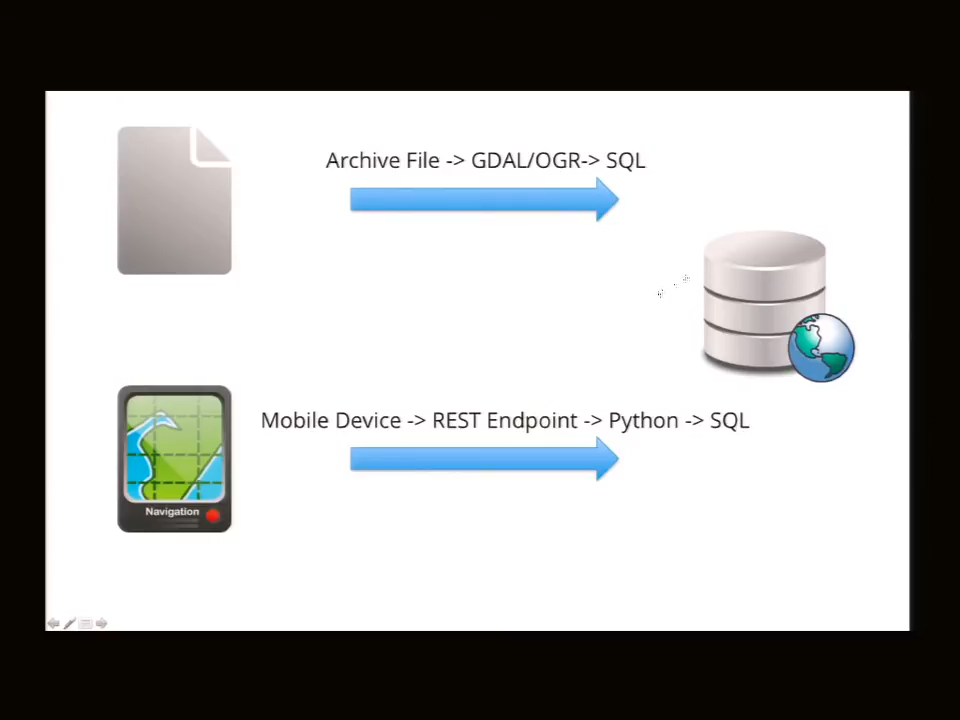 Archive File -> GDAL/OGR-> SQL
Mobile Device -> REST Endpoint -> Python -> SQL
Navigation